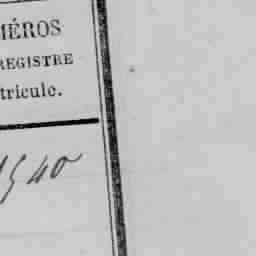 MÉROS
REGISTRE
tricule.
1540